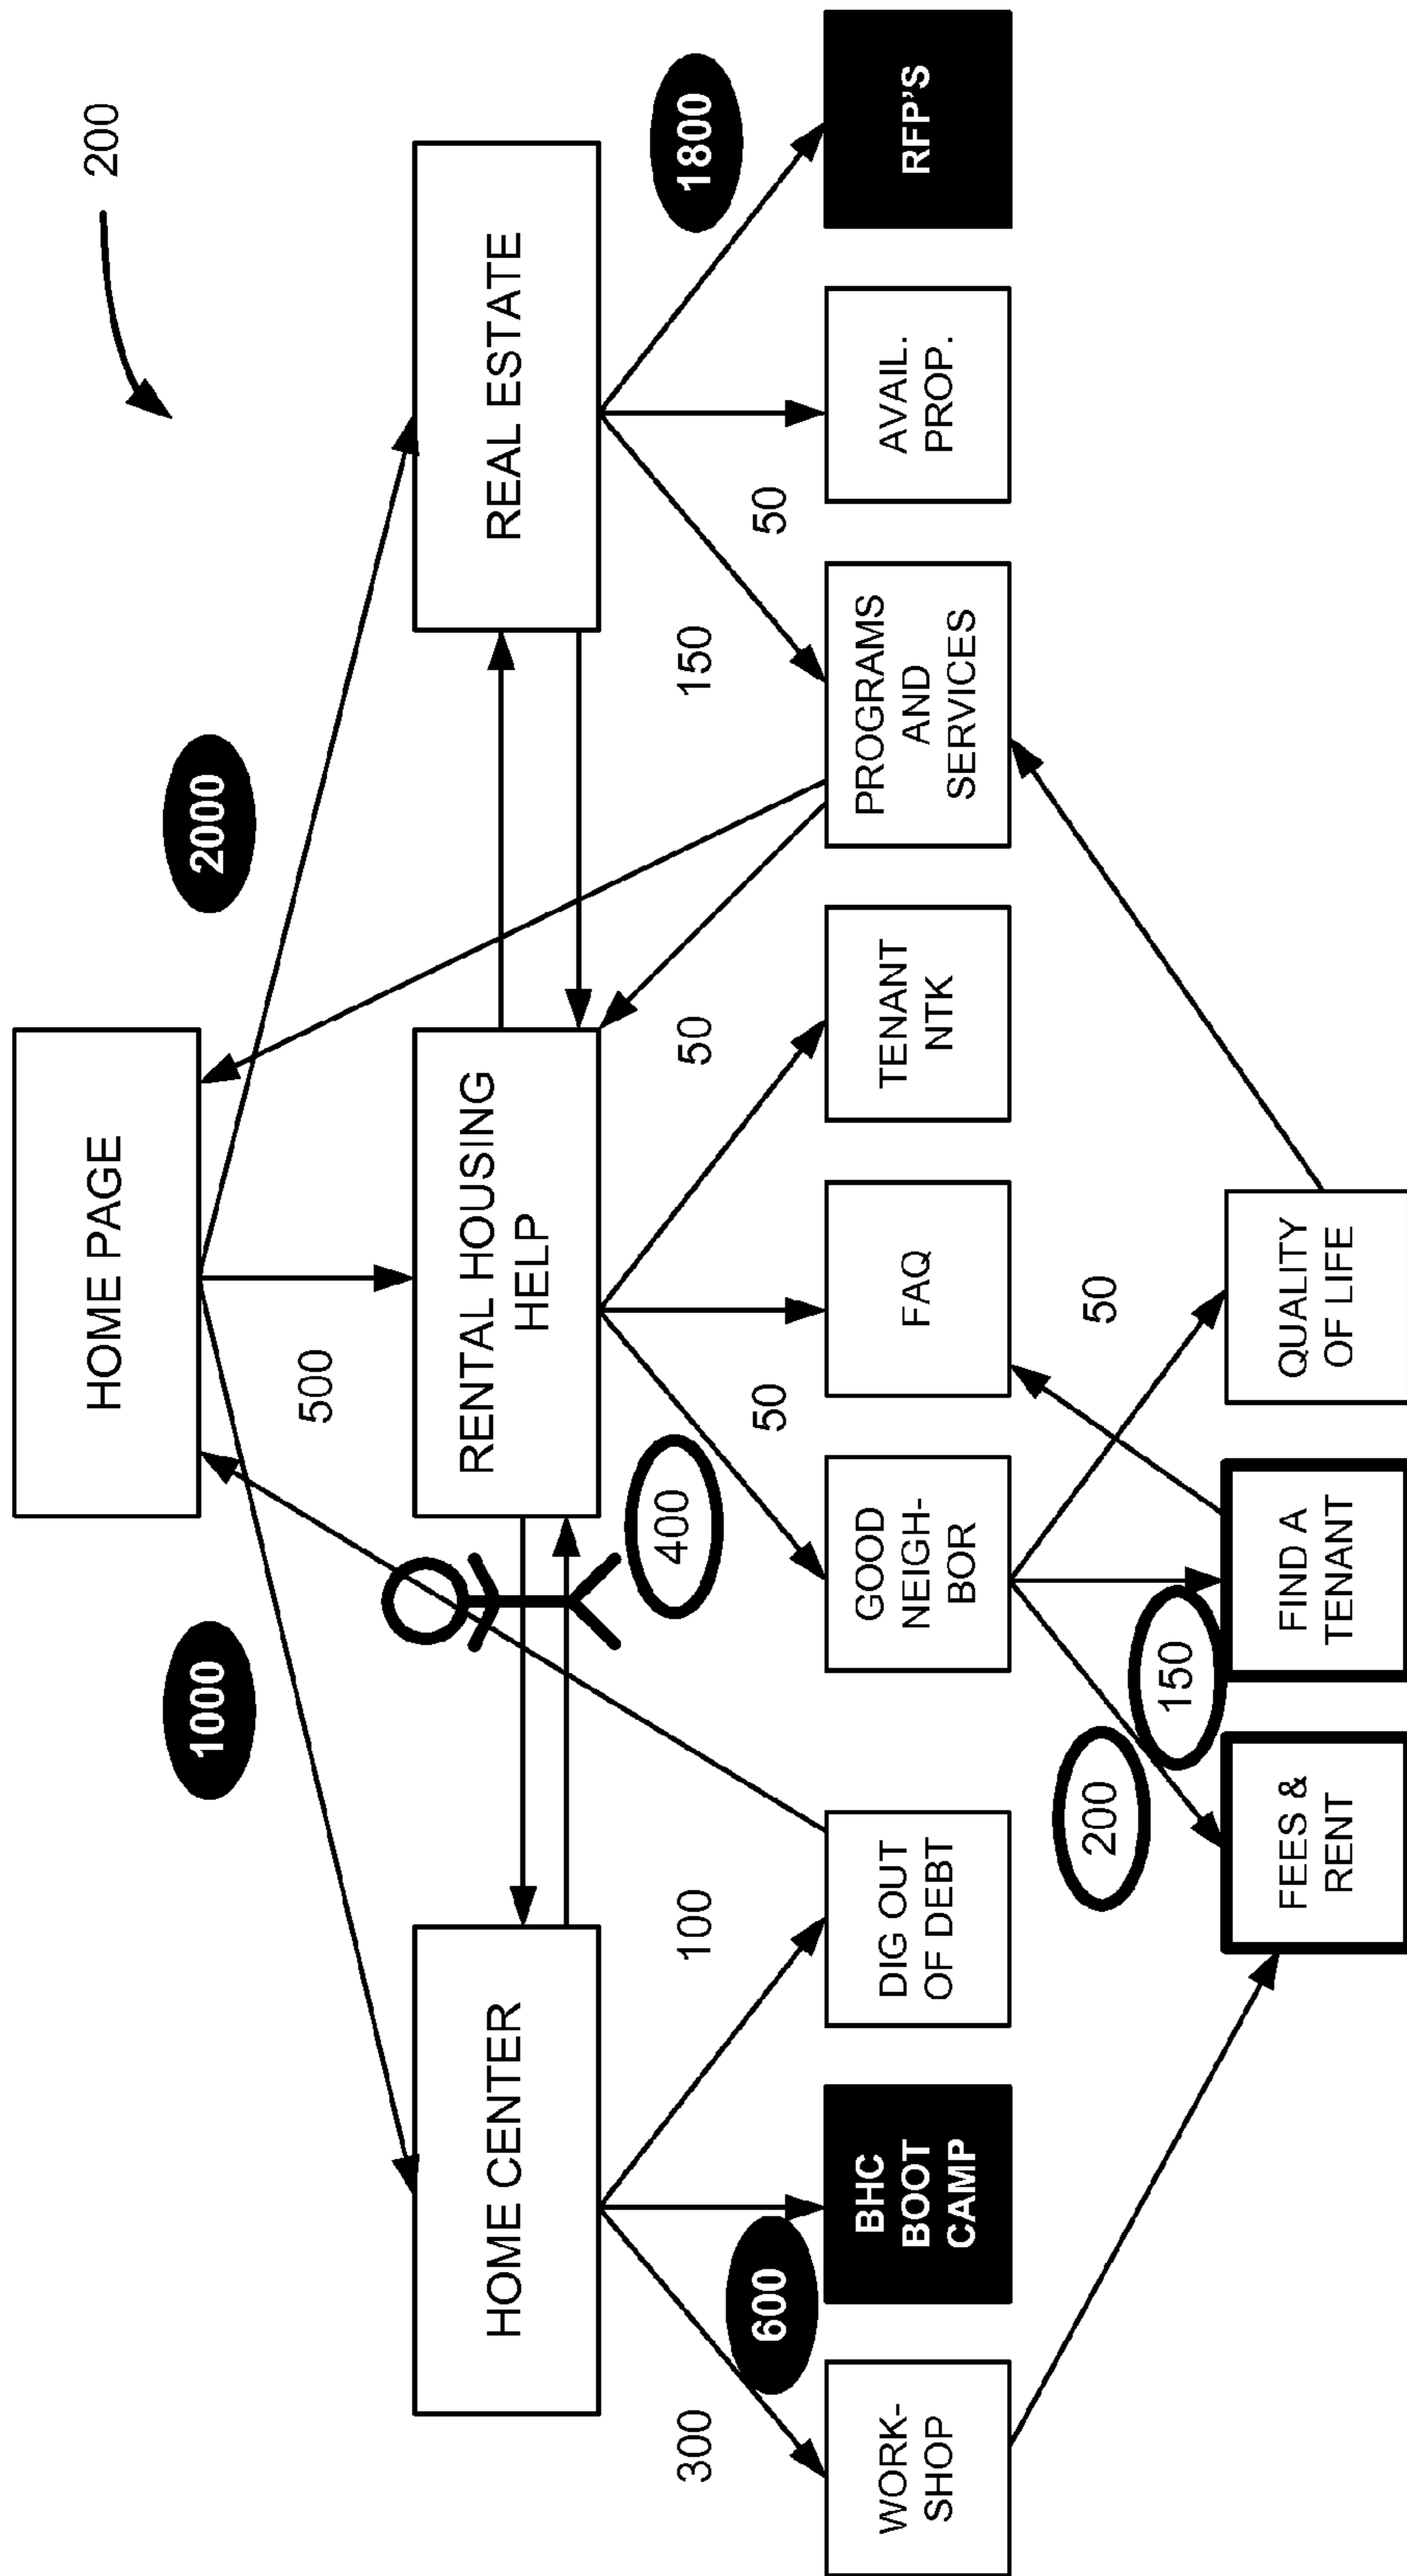 200
HOME PAGE
1000
2000
500
HOME CENTER
RENTAL HOUSING
HELP
REAL ESTATE
300
600
100
400
50
50
150
50
1800
WORK-
SHOP
BHC
BOOT
CAMP
DIG OUT
OF DEBT
GOOD
NEIGH-
BOR
FAQ
TENANT
NTK
PROGRAMS
AND
SERVICES
AVAIL.
PROP.
RFP'S
200
150
50
FEES &
RENT
FIND A
TENANT
QUALITY
OF LIFE